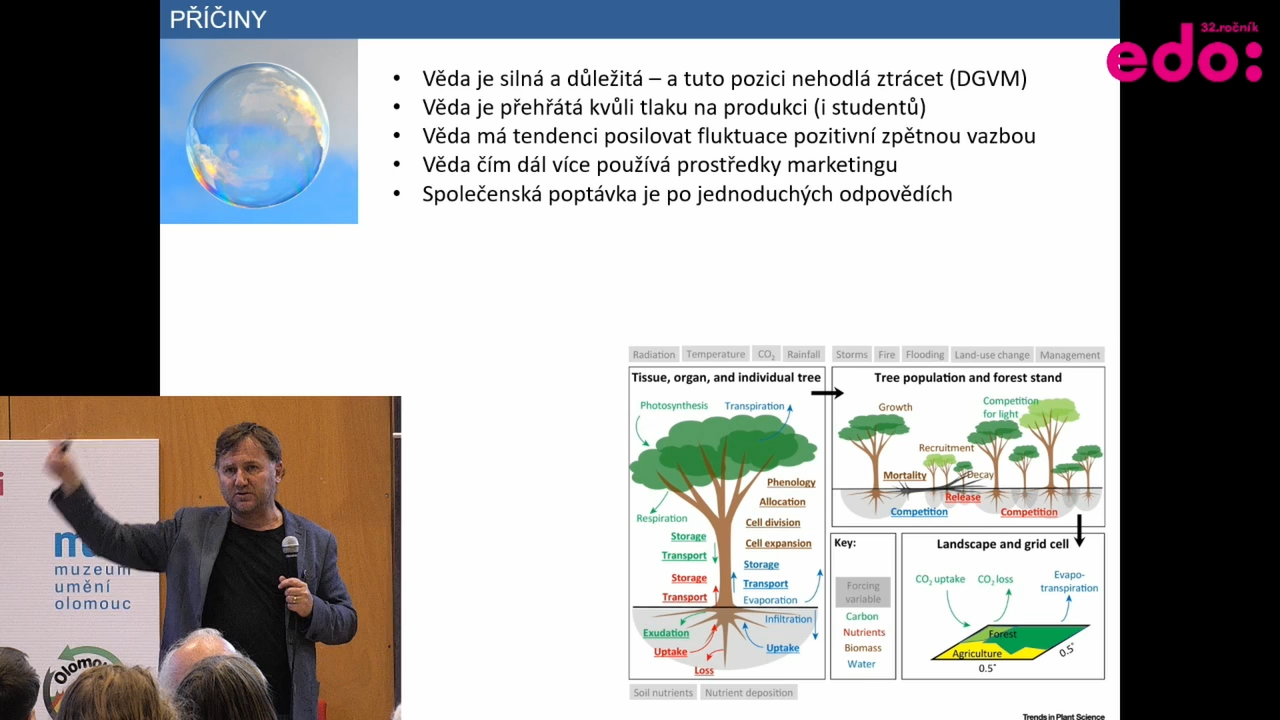 PŘÍČINY
32.ročník
edo:
• Věda je silná a důležitá – a tuto pozici nehodlá ztrácet (DGVM)
• Věda je přehřátá kvůli tlaku na produkci (i studentů)
• Věda má tendenci posilovat fluktuace pozitivní zpětnou vazbou
• Věda čím dál více používá prostředky marketingu
• Společenská poptávka je po jednoduchých odpovědích
Radiation Temperature CO₂ Rainfall
Storms Fire Flooding Land-use change Management
Tissue, organ, and individual tree
Photosynthesis
Transpiration
Phenology
Allocation
Cell division
Cell expansion
Respiration
Storage
Transport
Storage
Transport
Storage
Transport
Evaporation
Infiltration
Exudation
Uptake
Loss
Uptake
Soil nutrients Nutrient deposition
Tree population and forest stand
Growth
Competition
for light
Recruitment
Mortality
Decay
Release
Competition
Competition
Key:
Forcing
variable
Carbon
Nutrients
Biomass
Water
Landscape and grid cell
CO₂ uptake
CO₂ loss
Evapo-
transpiration
Forest
Agriculture
0.5°
0.5°
Trends in Plant Science
muzeum
umění
olomouc